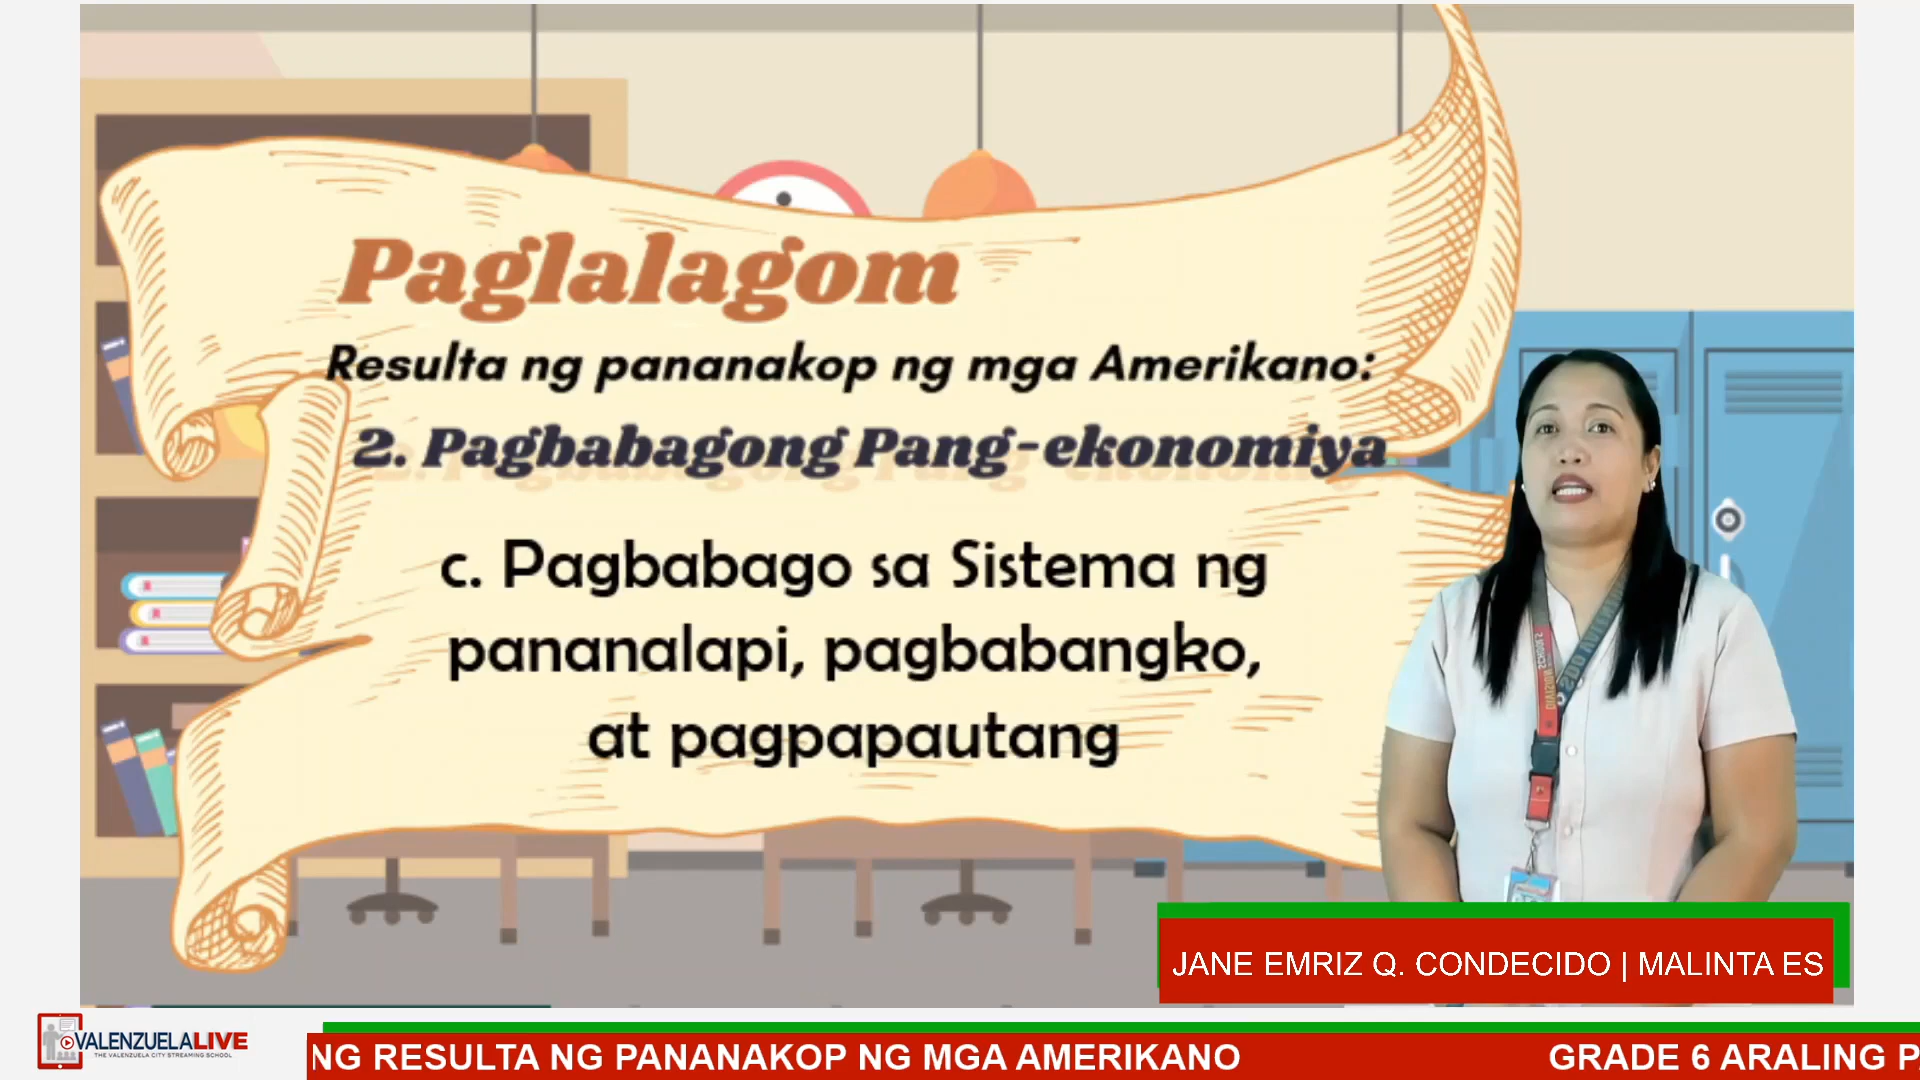 Paglalagom
Resulta ng pananakop ng mga Amerikano:
2. Pagbabagong Pang-ekonomiya
c. Pagbabago sa Sistema ng
pananalapi, pagbabangko,
at pagpapautang
JANE EMRIZ Q. CONDECIDO | MALINTA ES
VALENZUELALIVE
THE VALENZUELA CITY STREAMING SCHOOL
NG RESULTA NG PANANAKOP NG MGA AMERIKANO
GRADE 6 ARALING P